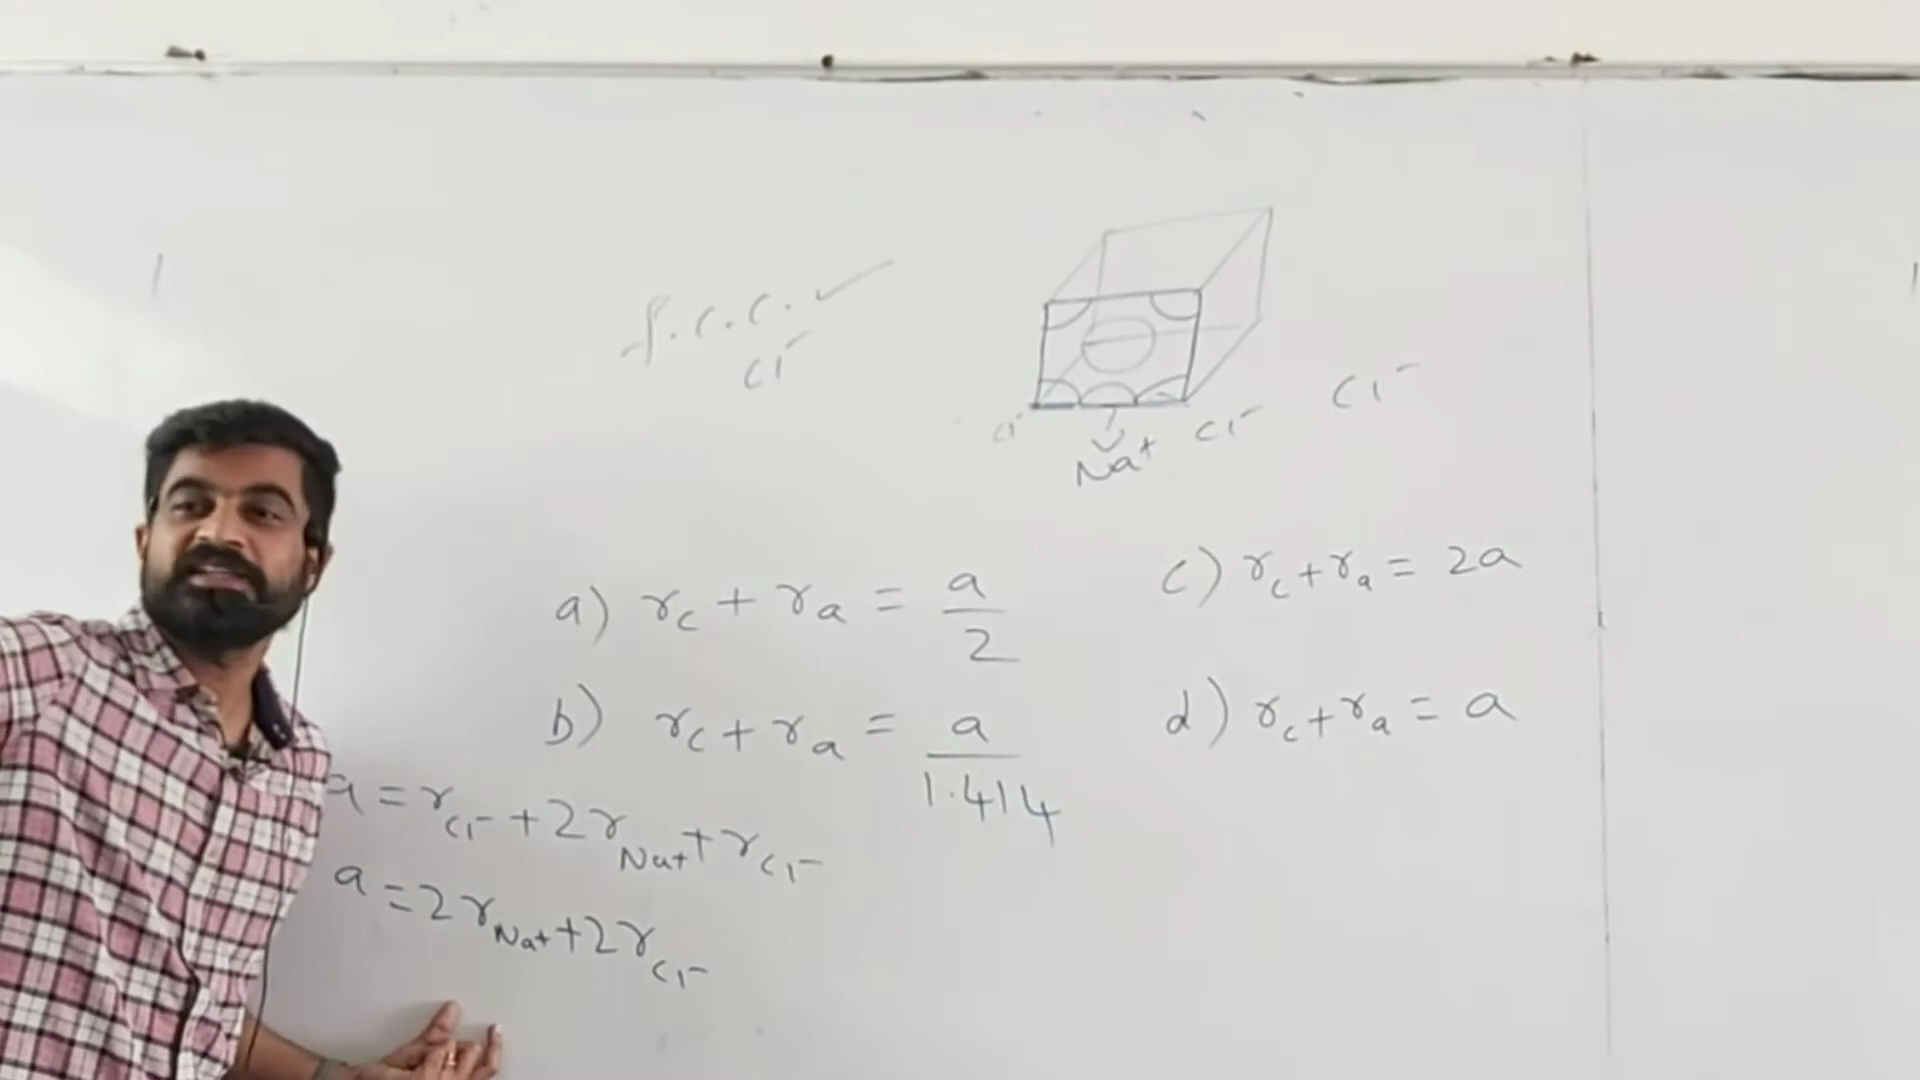 f.c.c. ✓
Cl⁻
Cl⁻
Na⁺
Cl⁻
Cl⁻
a) r_c + r_a = a/2
b) r_c + r_a = a/1.414
c) r_c + r_a = 2a
d) r_c + r_a = a
a = r_Cl⁻ + 2r_Na⁺ + r_Cl⁻
a = 2r_Na⁺ + 2r_Cl⁻